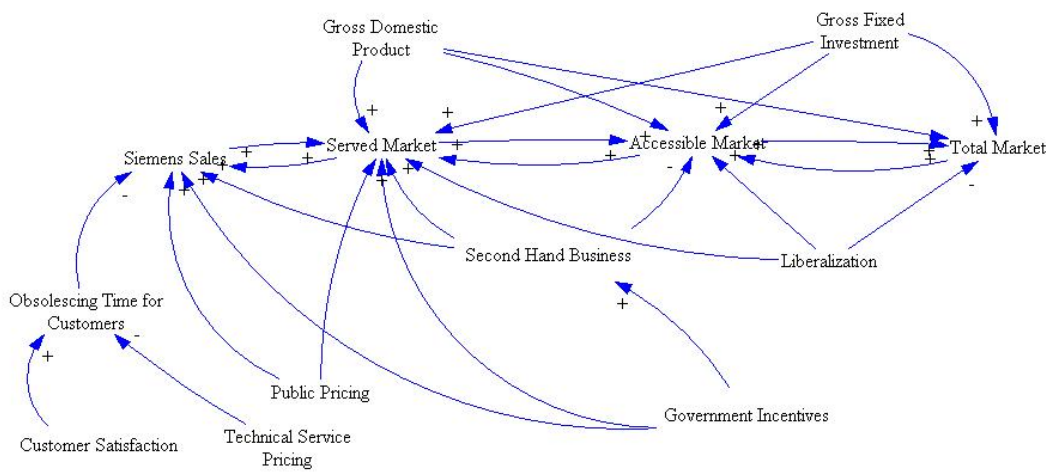 Gross Domestic
Product
Gross Fixed
Investment
+
+
+
+
+
Siemens Sales
+
+
Served Market
+
+
+
Accessible Market
+
+
+
+
Total Market
-
+
+
+
+
+
-
-
Second Hand Business
Liberalization
Obsolescing Time for
Customers
+
-
+
Public Pricing
Government Incentives
Customer Satisfaction
Technical Service
Pricing